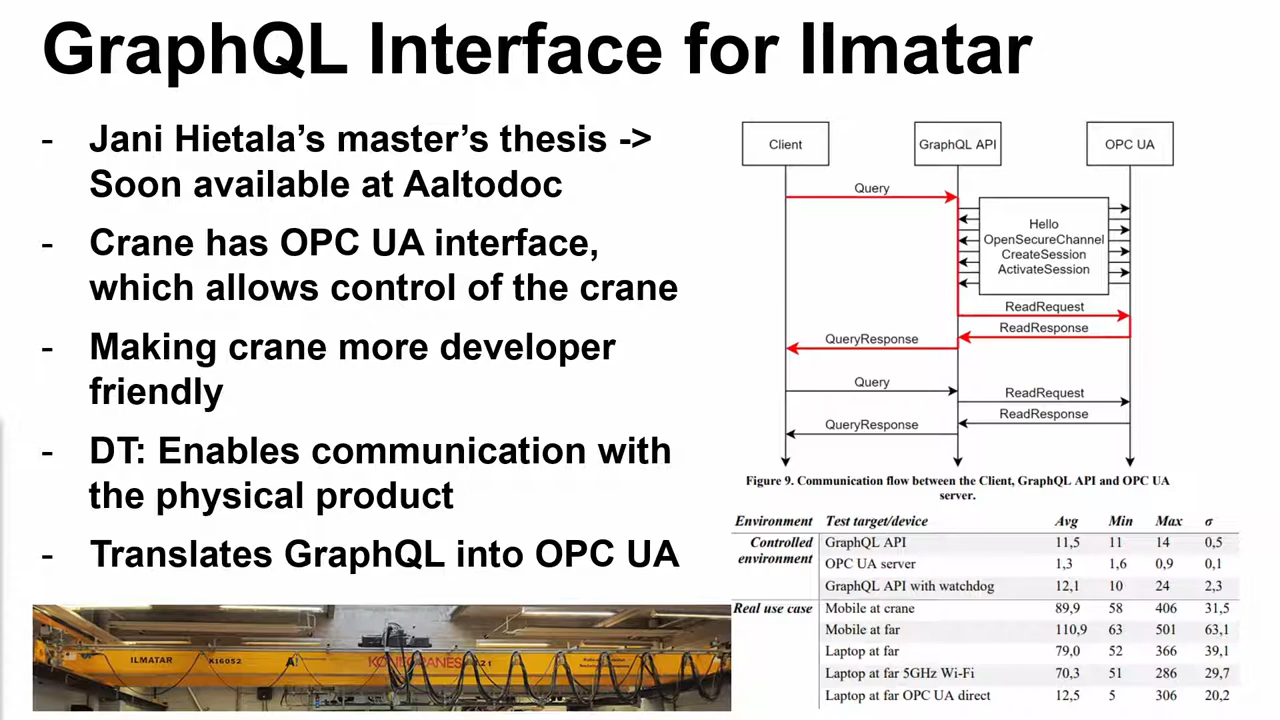 GraphQL Interface for Ilmatar
- Jani Hietala's master's thesis ->
Soon available at Aaltodoc
- Crane has OPC UA interface,
which allows control of the crane
- Making crane more developer
friendly
- DT: Enables communication with
the physical product
- Translates GraphQL into OPC UA
Client GraphQL API OPC UA
Query
Hello
OpenSecureChannel
CreateSession
ActivateSession
ReadRequest
ReadResponse
QueryResponse
Query
ReadRequest
ReadResponse
QueryResponse
Figure 9. Communication flow between the Client, GraphQL API and OPC UA
server.
Environment Test target/device Avg Min Max σ
Controlled environment GraphQL API 11,5 11 14 0,5
OPC UA server 1,3 1,6 0,9 0,1
GraphQL API with watchdog 12,1 10 24 2,3
Real use case Mobile at crane 89,9 58 406 31,5
Mobile at far 110,9 63 501 63,1
Laptop at far 79,0 52 366 39,1
Laptop at far 5GHz Wi-Fi 70,3 51 286 29,7
Laptop at far OPC UA direct 12,5 5 306 20,2
ILMATAR KI6052 A! KONECRANES